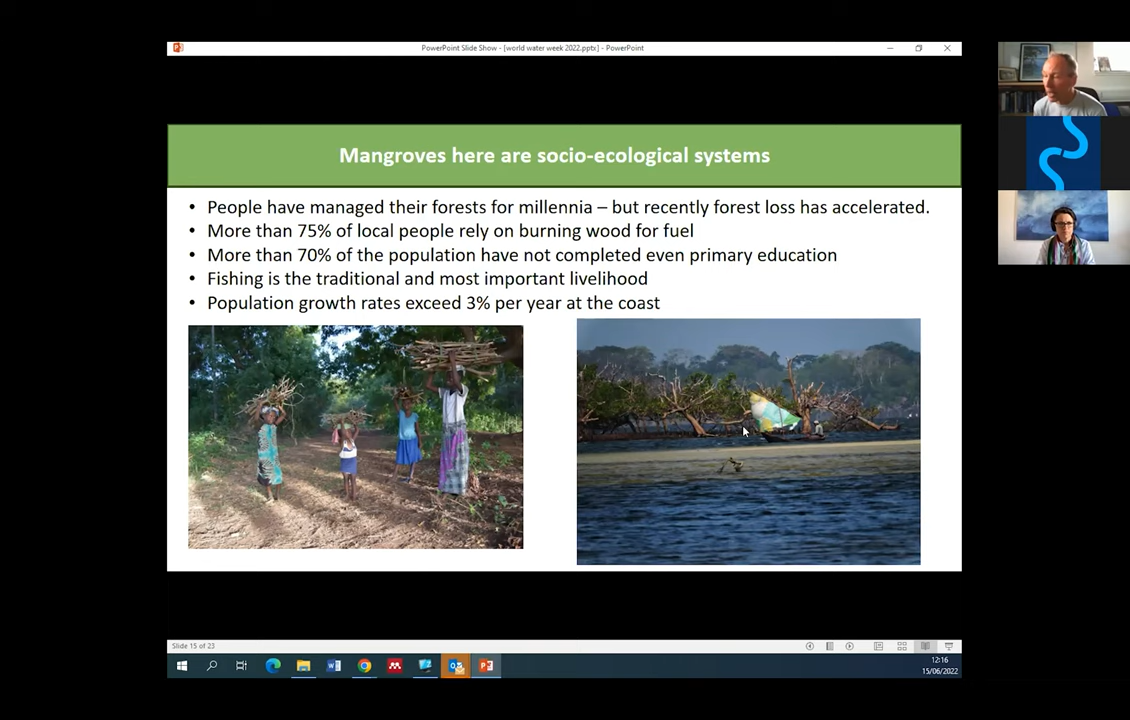 PowerPoint Slide Show - [world water week 2022.pptx] - PowerPoint
Mangroves here are socio-ecological systems
• People have managed their forests for millennia – but recently forest loss has accelerated.
• More than 75% of local people rely on burning wood for fuel
• More than 70% of the population have not completed even primary education
• Fishing is the traditional and most important livelihood
• Population growth rates exceed 3% per year at the coast
Slide 15 of 23
12:16
15/06/2022